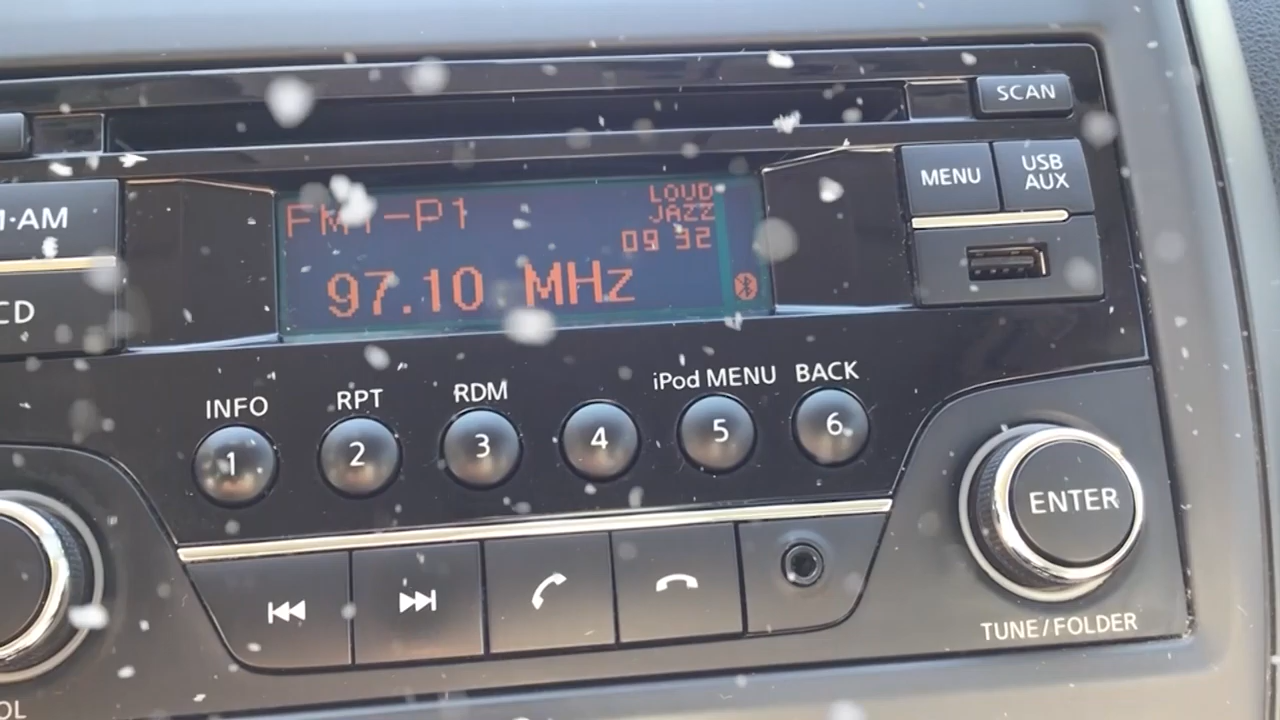 SCAN
MENU
USB
AUX
M·AM
CD
FM1-P1
LOUD
JAZZ
09 32
97.10 MHz
INFO
RPT
RDM
iPod MENU
BACK
1
2
3
4
5
6
ENTER
TUNE/FOLDER
OL